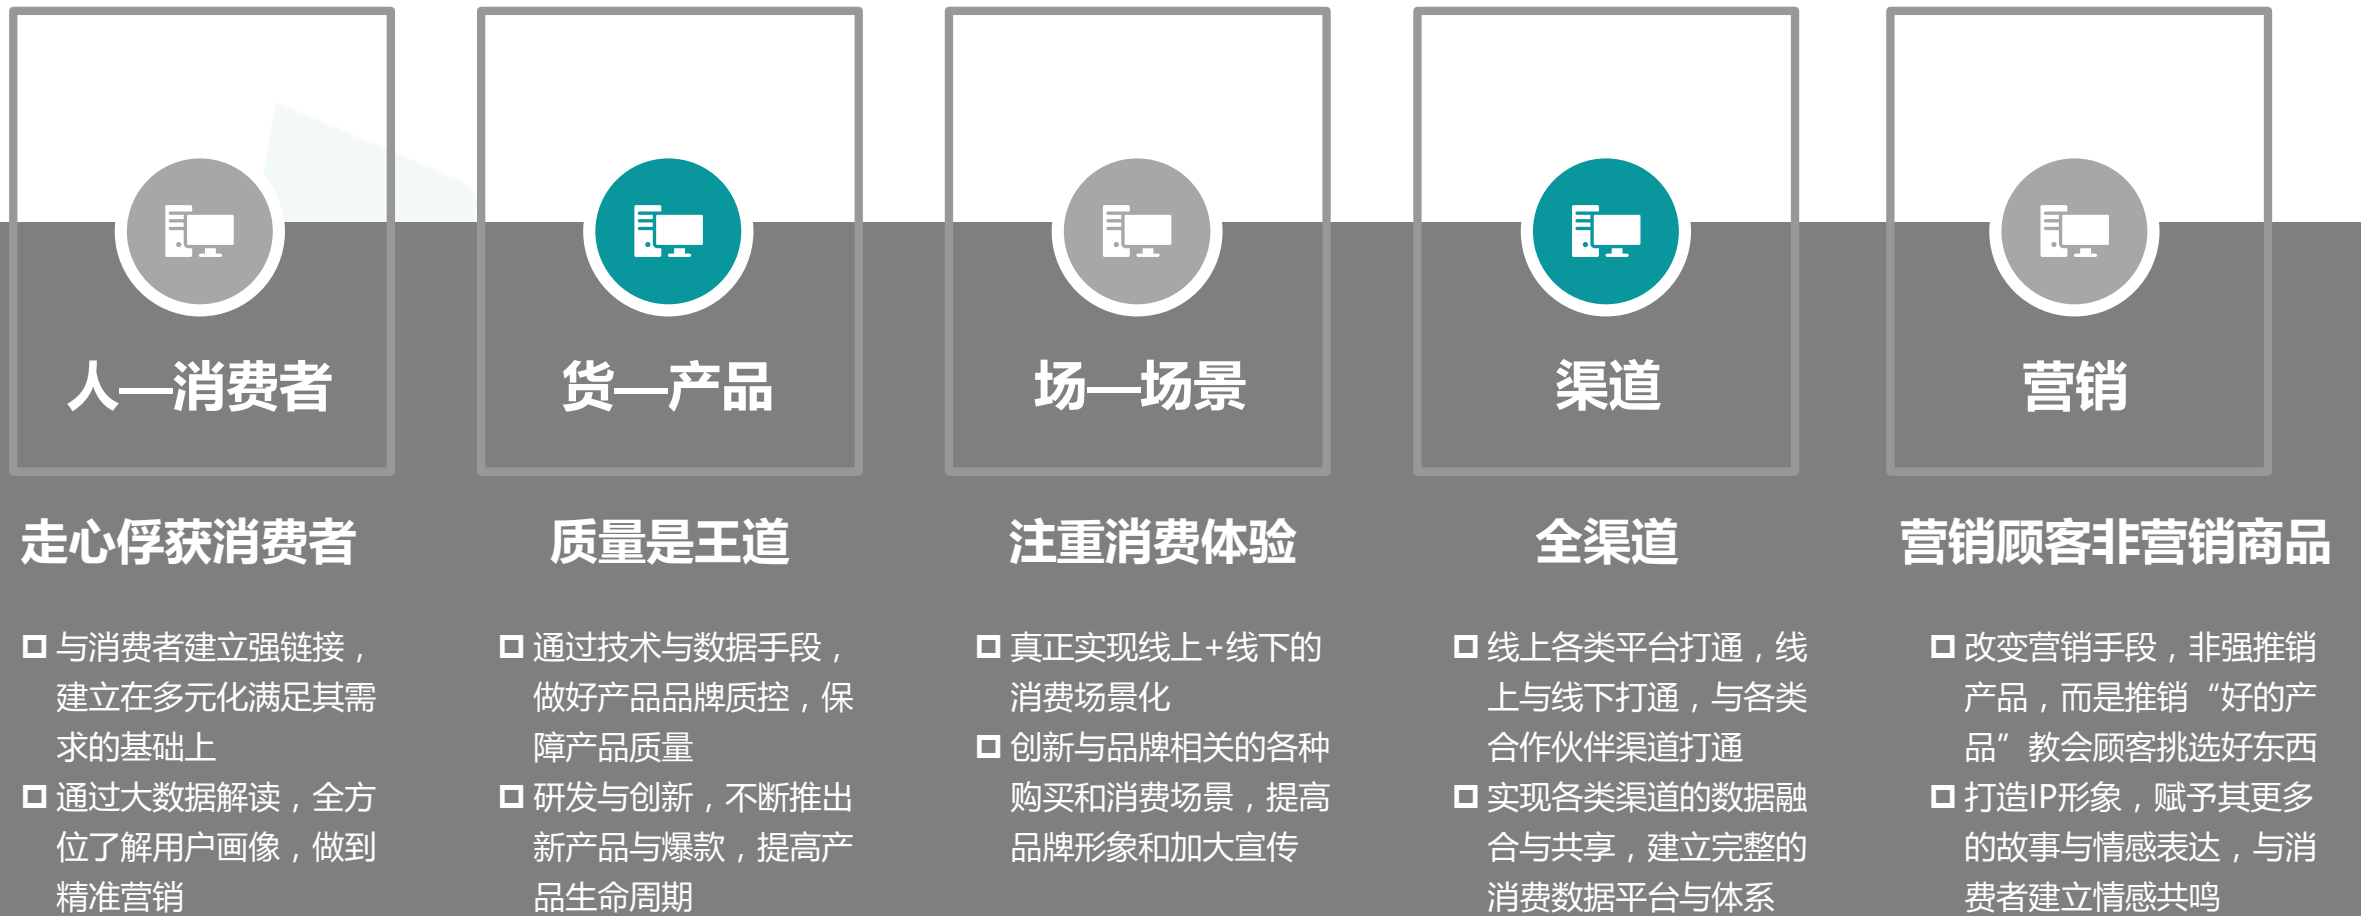 人—消费者
走心俘获消费者
与消费者建立强链接，
建立在多元化满足其需
求的基础上
通过大数据解读，全方
位了解用户画像，做到
精准营销
货—产品
质量是王道
通过技术与数据手段，
做好产品品牌质控，保
障产品质量
研发与创新，不断推出
新产品与爆款，提高产
品生命周期
场—场景
注重消费体验
真正实现线上+线下的
消费场景化
创新与品牌相关的各种
购买和消费场景，提高
品牌形象和加大宣传
渠道
全渠道
线上各类平台打通，线
上与线下打通，与各类
合作伙伴渠道打通
实现各类渠道的数据融
合与共享，建立完整的
消费数据平台与体系
营销
营销顾客非营销商品
改变营销手段，非强推销
产品，而是推销“好的产
品”教会顾客挑选好东西
打造IP形象，赋予其更多
的故事与情感表达，与消
费者建立情感共鸣